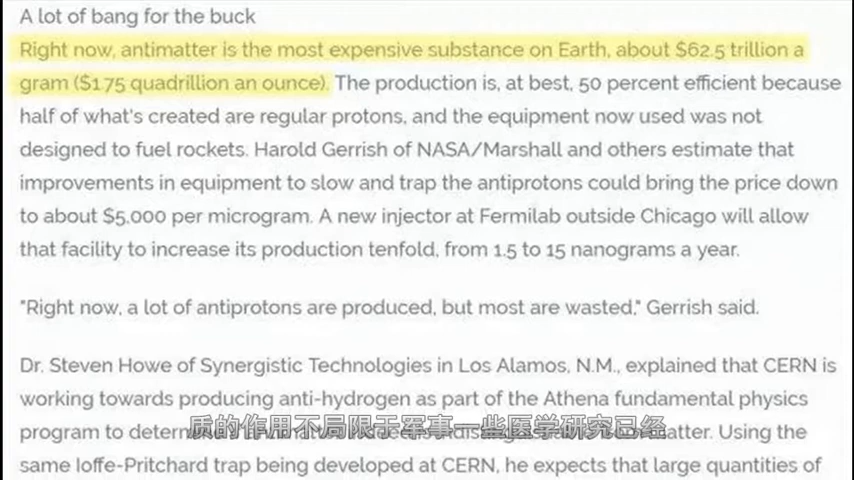 A lot of bang for the buck
Right now, antimatter is the most expensive substance on Earth, about $62.5 trillion a
gram ($1.75 quadrillion an ounce). The production is, at best, 50 percent efficient because
half of what's created are regular protons, and the equipment now used was not
designed to fuel rockets. Harold Gerrish of NASA/Marshall and others estimate that
improvements in equipment to slow and trap the antiprotons could bring the price down
to about $5,000 per microgram. A new injector at Fermilab outside Chicago will allow
that facility to increase its production tenfold, from 1.5 to 15 nanograms a year.
"Right now, a lot of antiprotons are produced, but most are wasted," Gerrish said.
Dr. Steven Howe of Synergistic Technologies in Los Alamos, N.M., explained that CERN is
working towards producing anti-hydrogen as part of the Athena fundamental physics
program to matter. Using the
质的作用不局限于军事一些医学研究已经
same Ioffe-Pritchard trap being developed at CERN, he expects that large quantities of